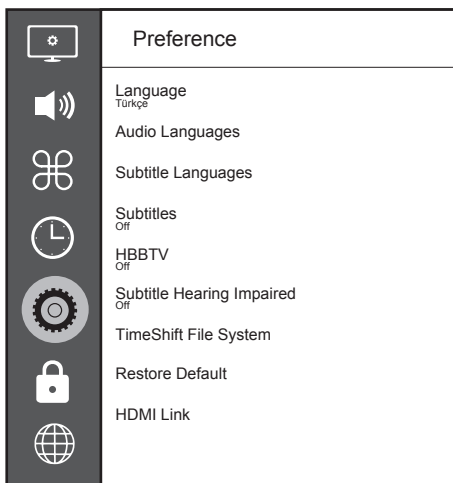 Preference
Language
Türkçe
Audio Languages
Subtitle Languages
Subtitles
Off
HBBTV
Off
Subtitle Hearing Impaired
Off
TimeShift File System
Restore Default
HDMI Link